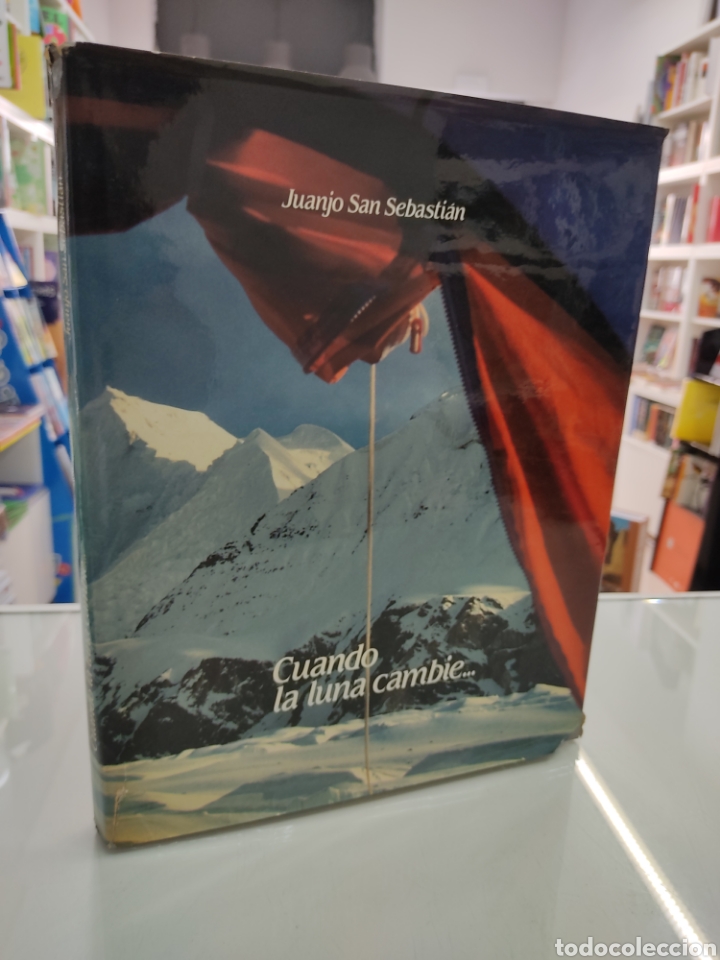 Juanjo San Sebastián
Cuando
la luna cambie...
todocoleccion